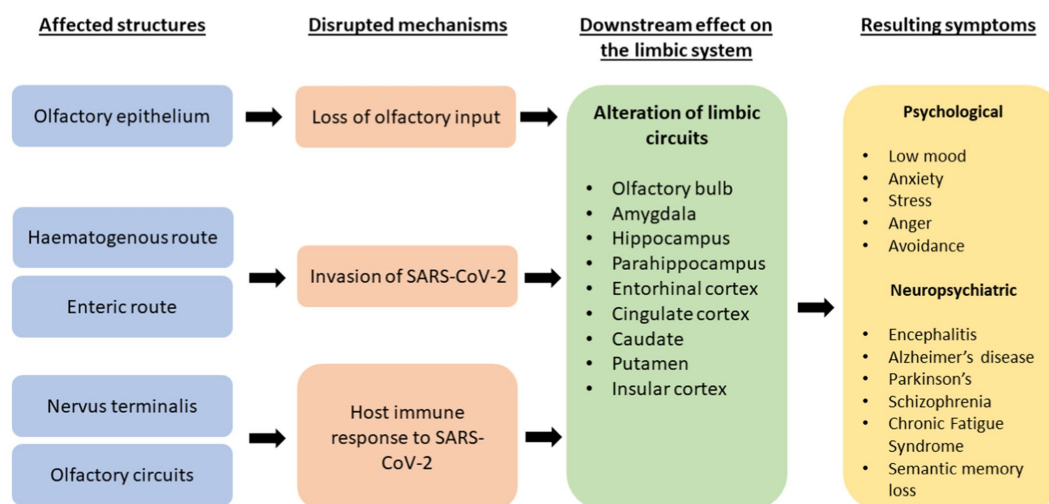 Affected structures
Olfactory epithelium
Haematogenous route
Enteric route
Nervus terminalis
Olfactory circuits
Disrupted mechanisms
Loss of olfactory input
Invasion of SARS-CoV-2
Host immune
response to SARS-
CoV-2
Downstream effect on
the limbic system
Alteration of limbic
circuits
• Olfactory bulb
• Amygdala
• Hippocampus
• Parahippocampus
• Entorhinal cortex
• Cingulate cortex
• Caudate
• Putamen
• Insular cortex
Resulting symptoms
Psychological
• Low mood
• Anxiety
• Stress
• Anger
• Avoidance
Neuropsychiatric
• Encephalitis
• Alzheimer's disease
• Parkinson's
• Schizophrenia
• Chronic Fatigue
Syndrome
• Semantic memory
loss